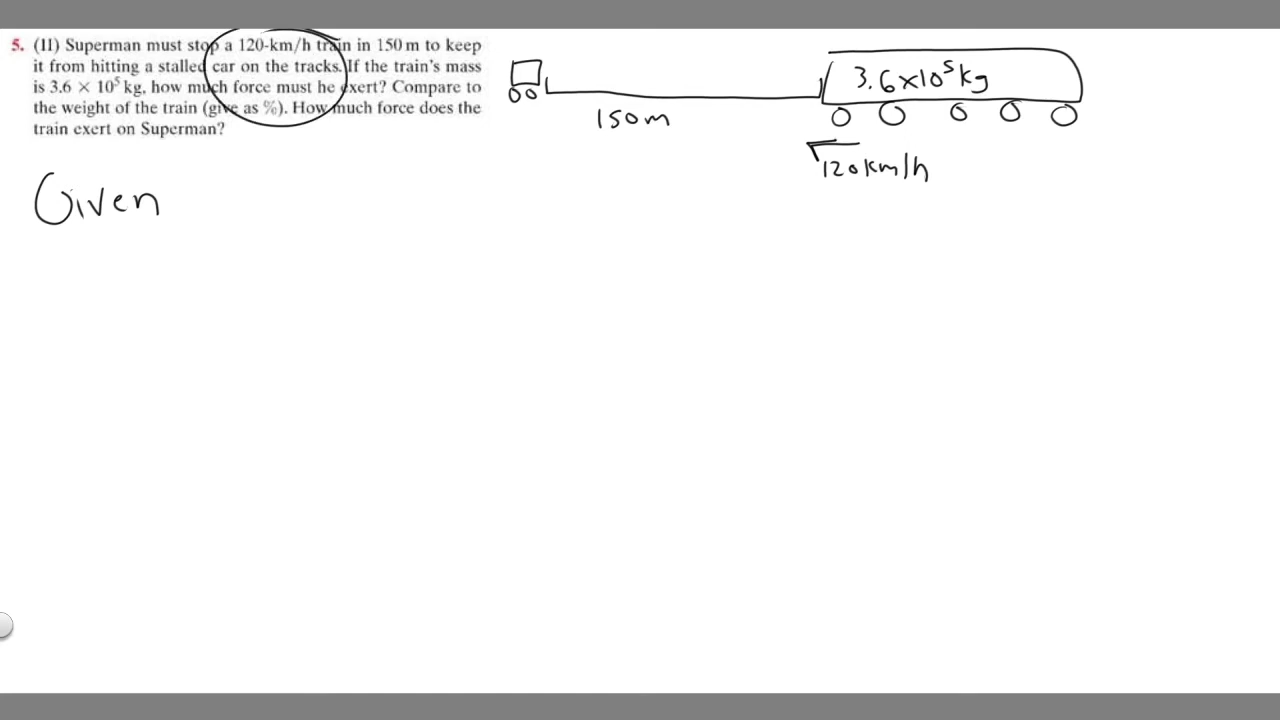 5. (II) Superman must stop a 120-km/h train in 150 m to keep
it from hitting a stalled car on the tracks. If the train's mass
is 3.6 × 10⁵ kg, how much force must he exert? Compare to
the weight of the train (give as %). How much force does the
train exert on Superman?
3.6×10⁵kg
150m
120km/h
Given